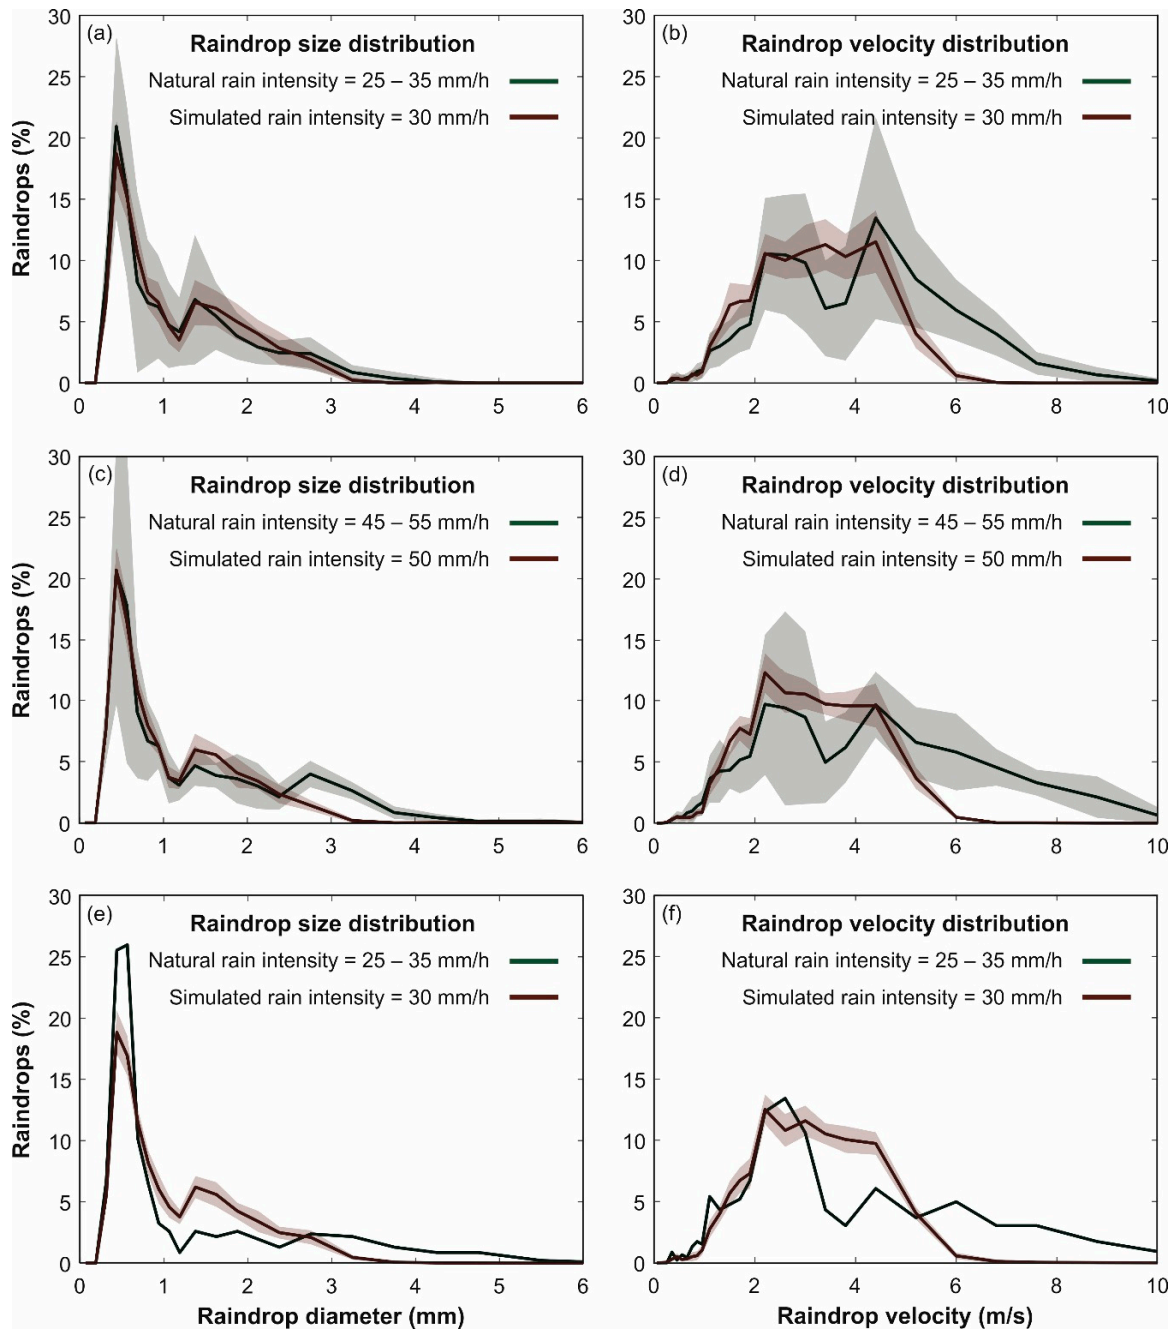 (a) Raindrop size distribution
Natural rain intensity = 25 – 35 mm/h
Simulated rain intensity = 30 mm/h
Raindrops (%)
30
25
20
15
10
5
0
0 1 2 3 4 5 6
(b) Raindrop velocity distribution
Natural rain intensity = 25 – 35 mm/h
Simulated rain intensity = 30 mm/h
30
25
20
15
10
5
0
0 2 4 6 8 10
(c) Raindrop size distribution
Natural rain intensity = 45 – 55 mm/h
Simulated rain intensity = 50 mm/h
Raindrops (%)
30
25
20
15
10
5
0
0 1 2 3 4 5 6
(d) Raindrop velocity distribution
Natural rain intensity = 45 – 55 mm/h
Simulated rain intensity = 50 mm/h
30
25
20
15
10
5
0
0 2 4 6 8 10
(e) Raindrop size distribution
Natural rain intensity = 25 – 35 mm/h
Simulated rain intensity = 30 mm/h
Raindrops (%)
30
25
20
15
10
5
0
0 1 2 3 4 5 6
Raindrop diameter (mm)
(f) Raindrop velocity distribution
Natural rain intensity = 25 – 35 mm/h
Simulated rain intensity = 30 mm/h
30
25
20
15
10
5
0
0 2 4 6 8 10
Raindrop velocity (m/s)